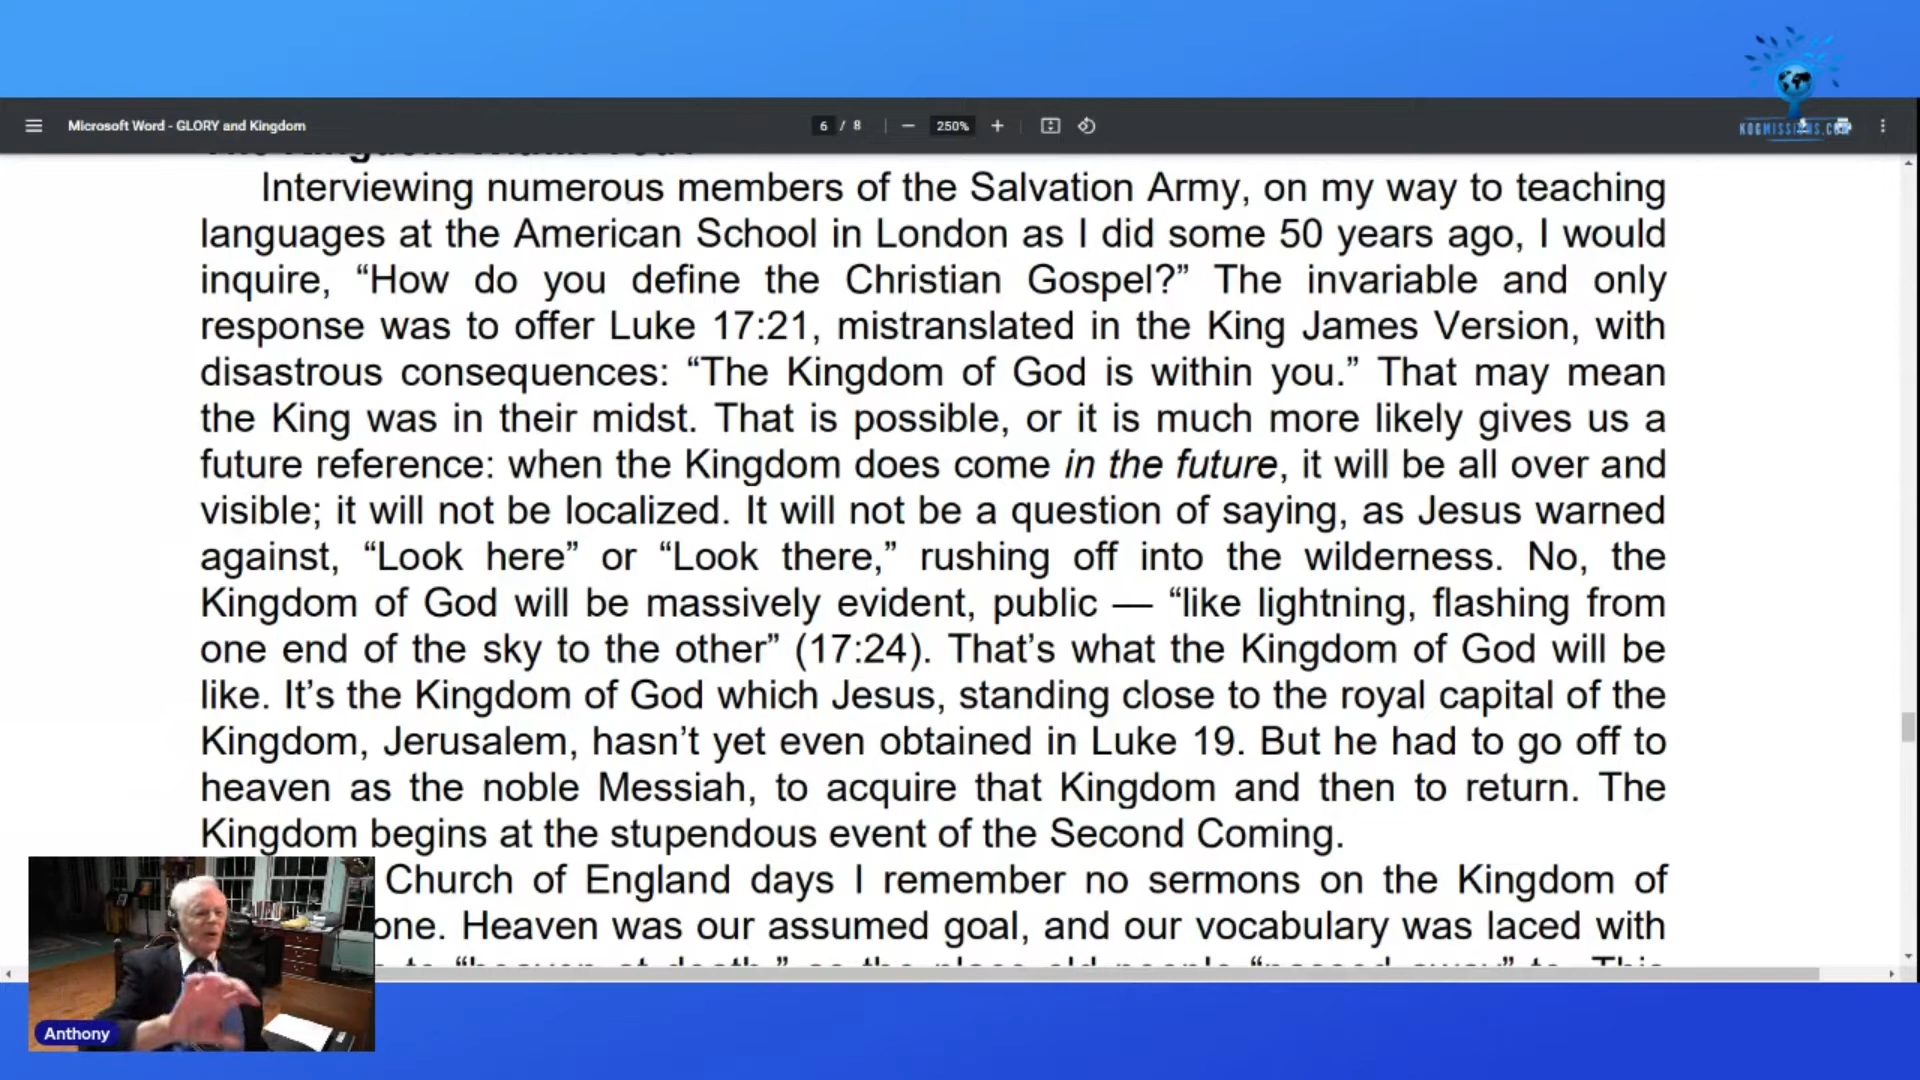 Microsoft Word - GLORY and Kingdom
6 / 8
250%
KOGMISSIONS.COM
Interviewing numerous members of the Salvation Army, on my way to teaching
languages at the American School in London as I did some 50 years ago, I would
inquire, “How do you define the Christian Gospel?” The invariable and only
response was to offer Luke 17:21, mistranslated in the King James Version, with
disastrous consequences: “The Kingdom of God is within you.” That may mean
the King was in their midst. That is possible, or it is much more likely gives us a
future reference: when the Kingdom does come in the future, it will be all over and
visible; it will not be localized. It will not be a question of saying, as Jesus warned
against, “Look here” or “Look there,” rushing off into the wilderness. No, the
Kingdom of God will be massively evident, public — “like lightning, flashing from
one end of the sky to the other” (17:24). That’s what the Kingdom of God will be
like. It’s the Kingdom of God which Jesus, standing close to the royal capital of the
Kingdom, Jerusalem, hasn’t yet even obtained in Luke 19. But he had to go off to
heaven as the noble Messiah, to acquire that Kingdom and then to return. The
Kingdom begins at the stupendous event of the Second Coming.
Church of England days I remember no sermons on the Kingdom of
one. Heaven was our assumed goal, and our vocabulary was laced with
Anthony